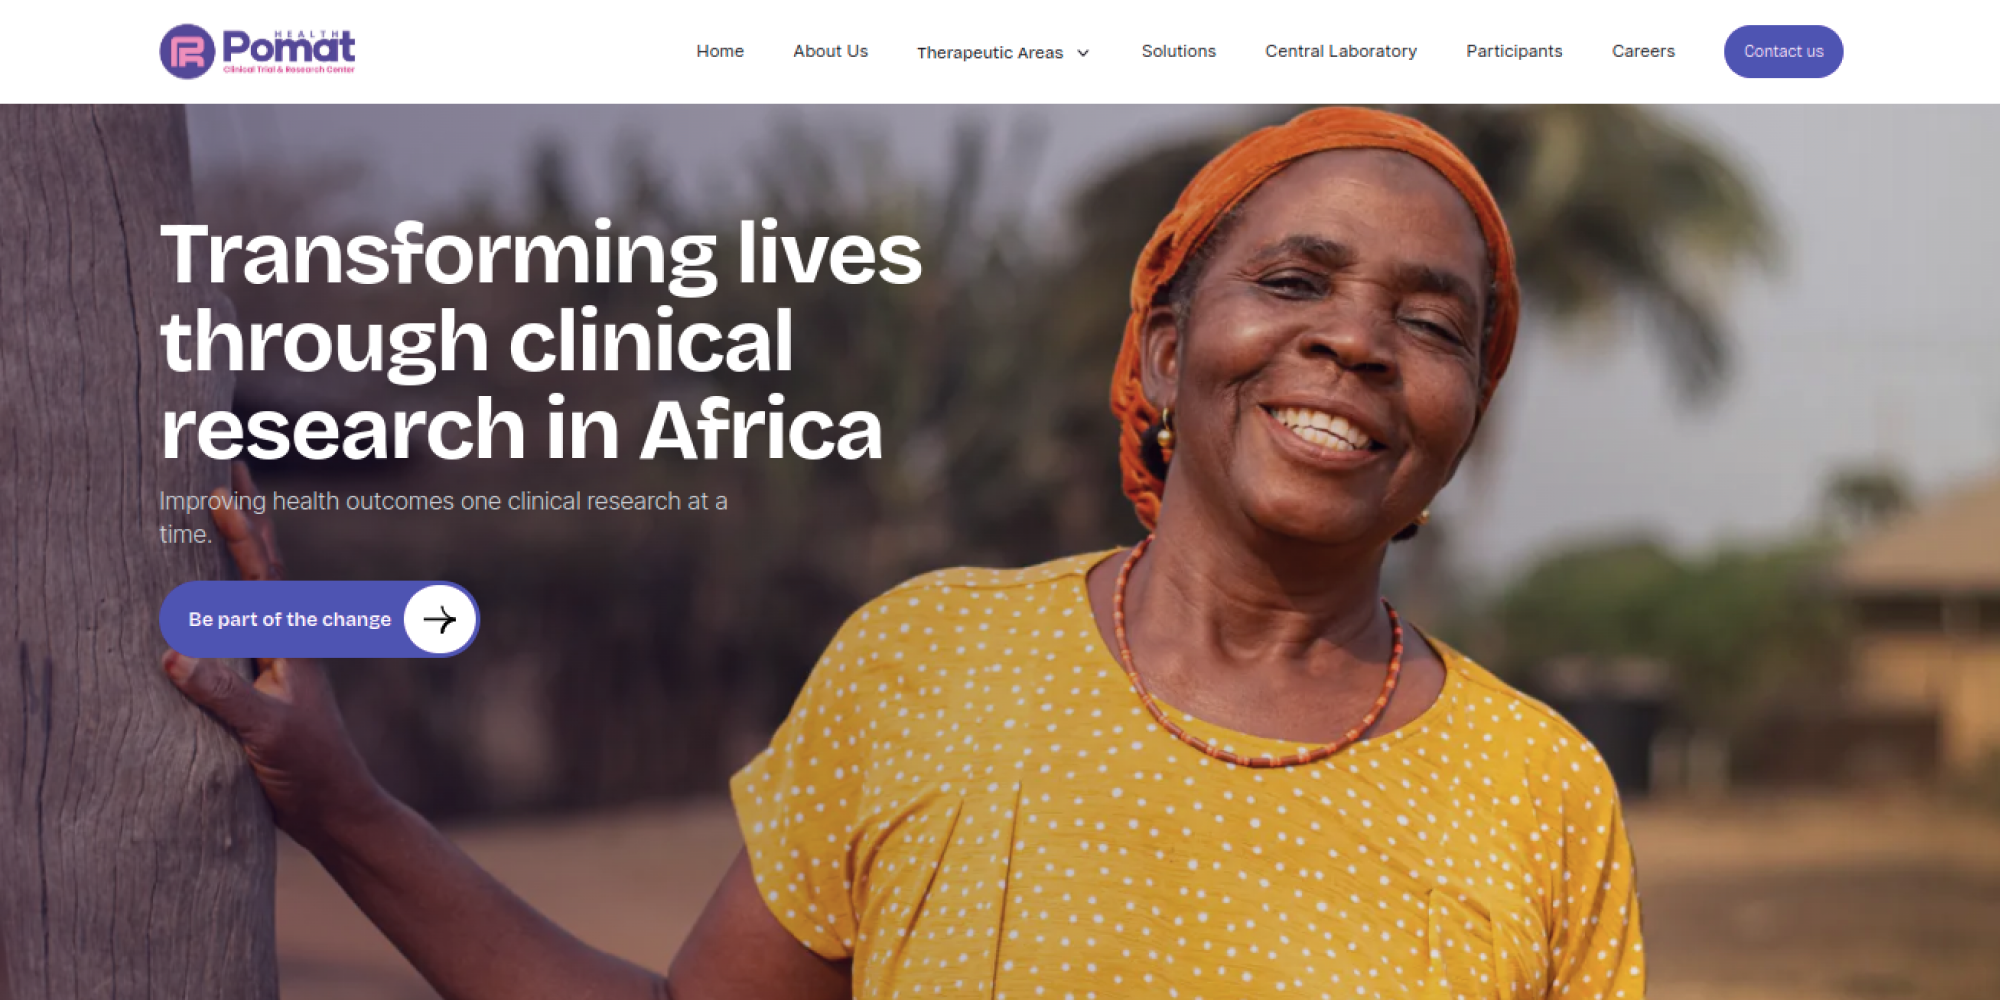 HEALTH
Pomat
Clinical Trial & Research Center
Home
About Us
Therapeutic Areas
Solutions
Central Laboratory
Participants
Careers
Contact us
Transforming lives
through clinical
research in Africa
Improving health outcomes one clinical research at a
time.
Be part of the change